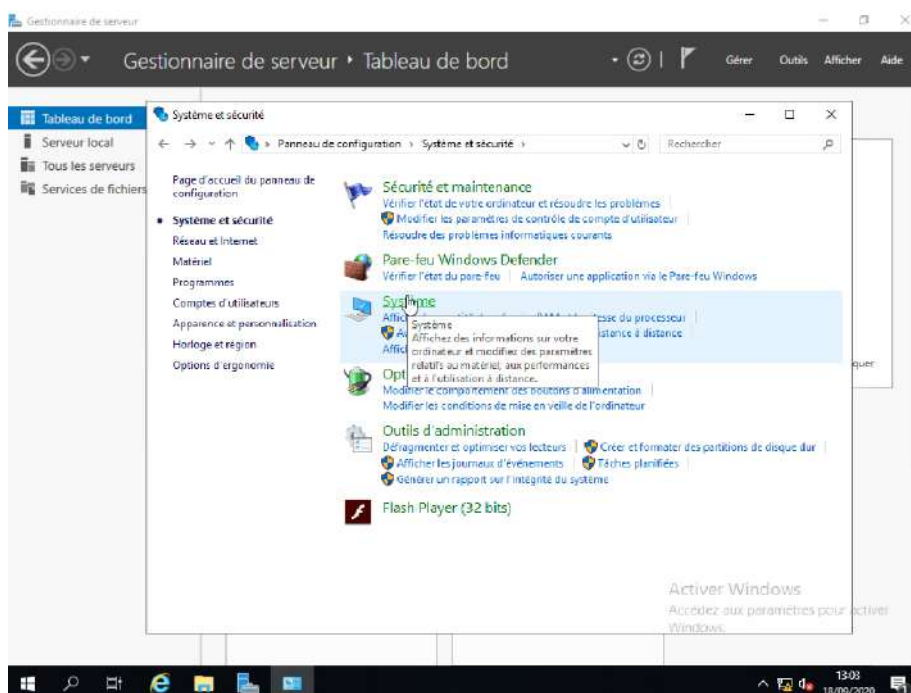 Gestionnaire de serveur
Gestionnaire de serveur • Tableau de bord
Gérer Outils Afficher Aide
Tableau de bord
Serveur local
Tous les serveurs
Services de fichiers
Système et sécurité
Panneau de configuration › Système et sécurité ›
Rechercher
Page d'accueil du panneau de
configuration
Système et sécurité
Réseau et Internet
Matériel
Programmes
Comptes d'utilisateurs
Apparence et personnalisation
Horloge et région
Options d'ergonomie
Sécurité et maintenance
Vérifier l'état de votre ordinateur et résoudre les problèmes
Modifier les paramètres de contrôle de compte d'utilisateur
Résoudre des problèmes informatiques courants
Pare-feu Windows Defender
Vérifier l'état du pare-feu
Autoriser une application via le Pare-feu Windows
Système
Système
Affichez des informations sur votre
ordinateur et modifiez des paramètres
relatifs au matériel, aux performances
et à l'utilisation à distance.
du processeur
à distance
Modifier le comportement des boutons d'alimentation
Modifier les conditions de mise en veille de l'ordinateur
Outils d'administration
Défragmenter et optimiser vos lecteurs
Créer et formater des partitions de disque dur
Afficher les journaux d'événements
Tâches planifiées
Générer un rapport sur l'intégrité du système
Flash Player (32 bits)
Activer Windows
Accédez aux paramètres pour activer
Windows.
13:03
18/09/2020